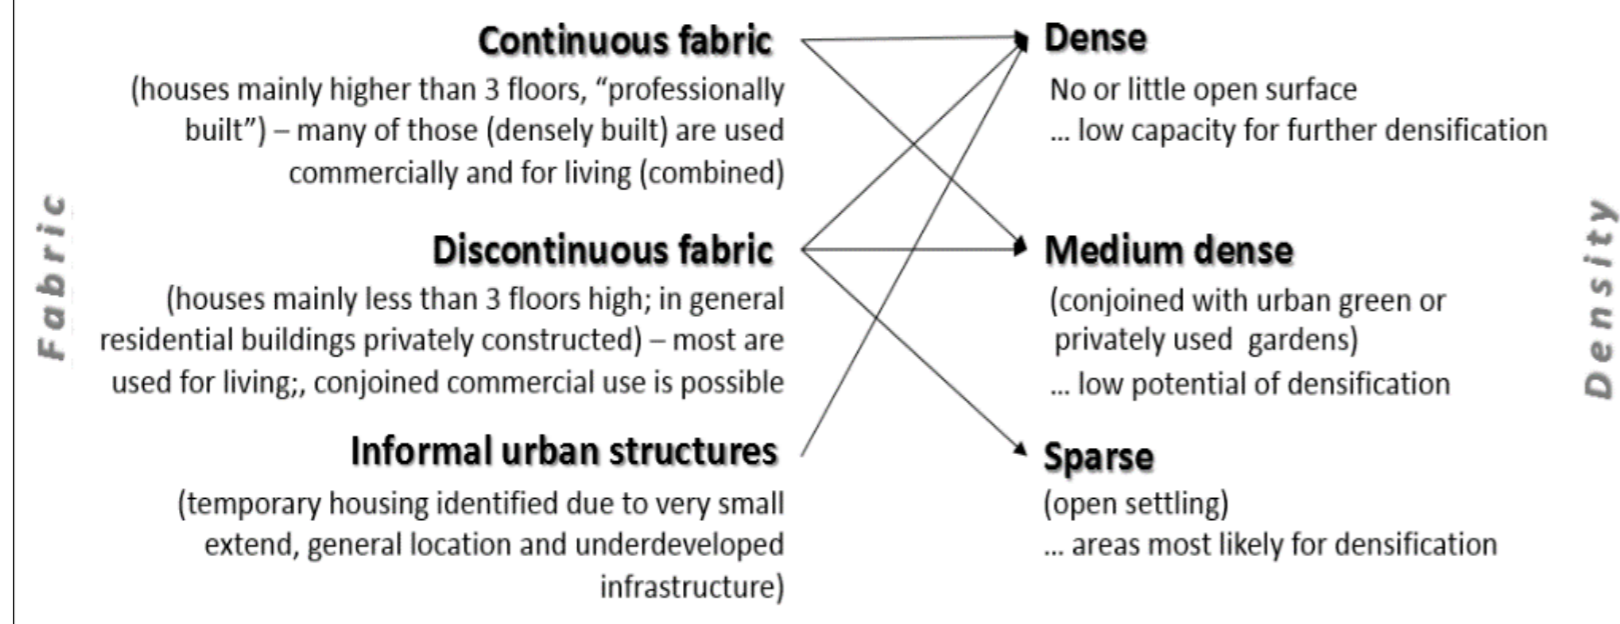 Fabric
Continuous fabric
(houses mainly higher than 3 floors, “professionally
built”) – many of those (densely built) are used
commercially and for living (combined)
Discontinuous fabric
(houses mainly less than 3 floors high; in general
residential buildings privately constructed) – most are
used for living;, conjoined commercial use is possible
Informal urban structures
(temporary housing identified due to very small
extend, general location and underdeveloped
infrastructure)
Dense
No or little open surface
... low capacity for further densification
Medium dense
(conjoined with urban green or
privately used gardens)
... low potential of densification
Sparse
(open settling)
... areas most likely for densification
Density